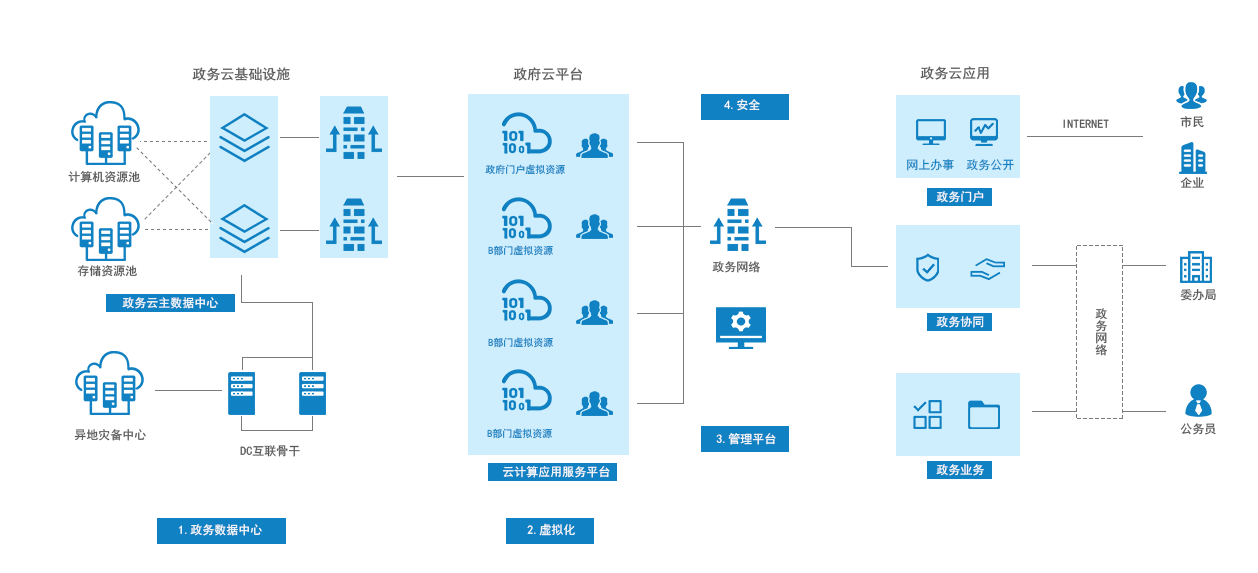 政务云基础设施
计算机资源池
存储资源池
政务云主数据中心
异地灾备中心
DC互联骨干
1.政务数据中心
政府云平台
101
100
政府门户虚拟资源
101
100
B部门虚拟资源
101
100
B部门虚拟资源
101
100
B部门虚拟资源
云计算应用服务平台
2.虚拟化
4.安全
政务网络
3.管理平台
政务云应用
网上办事
政务公开
政务门户
政务协同
政务业务
INTERNET
政务网络
市民
企业
委办局
公务员